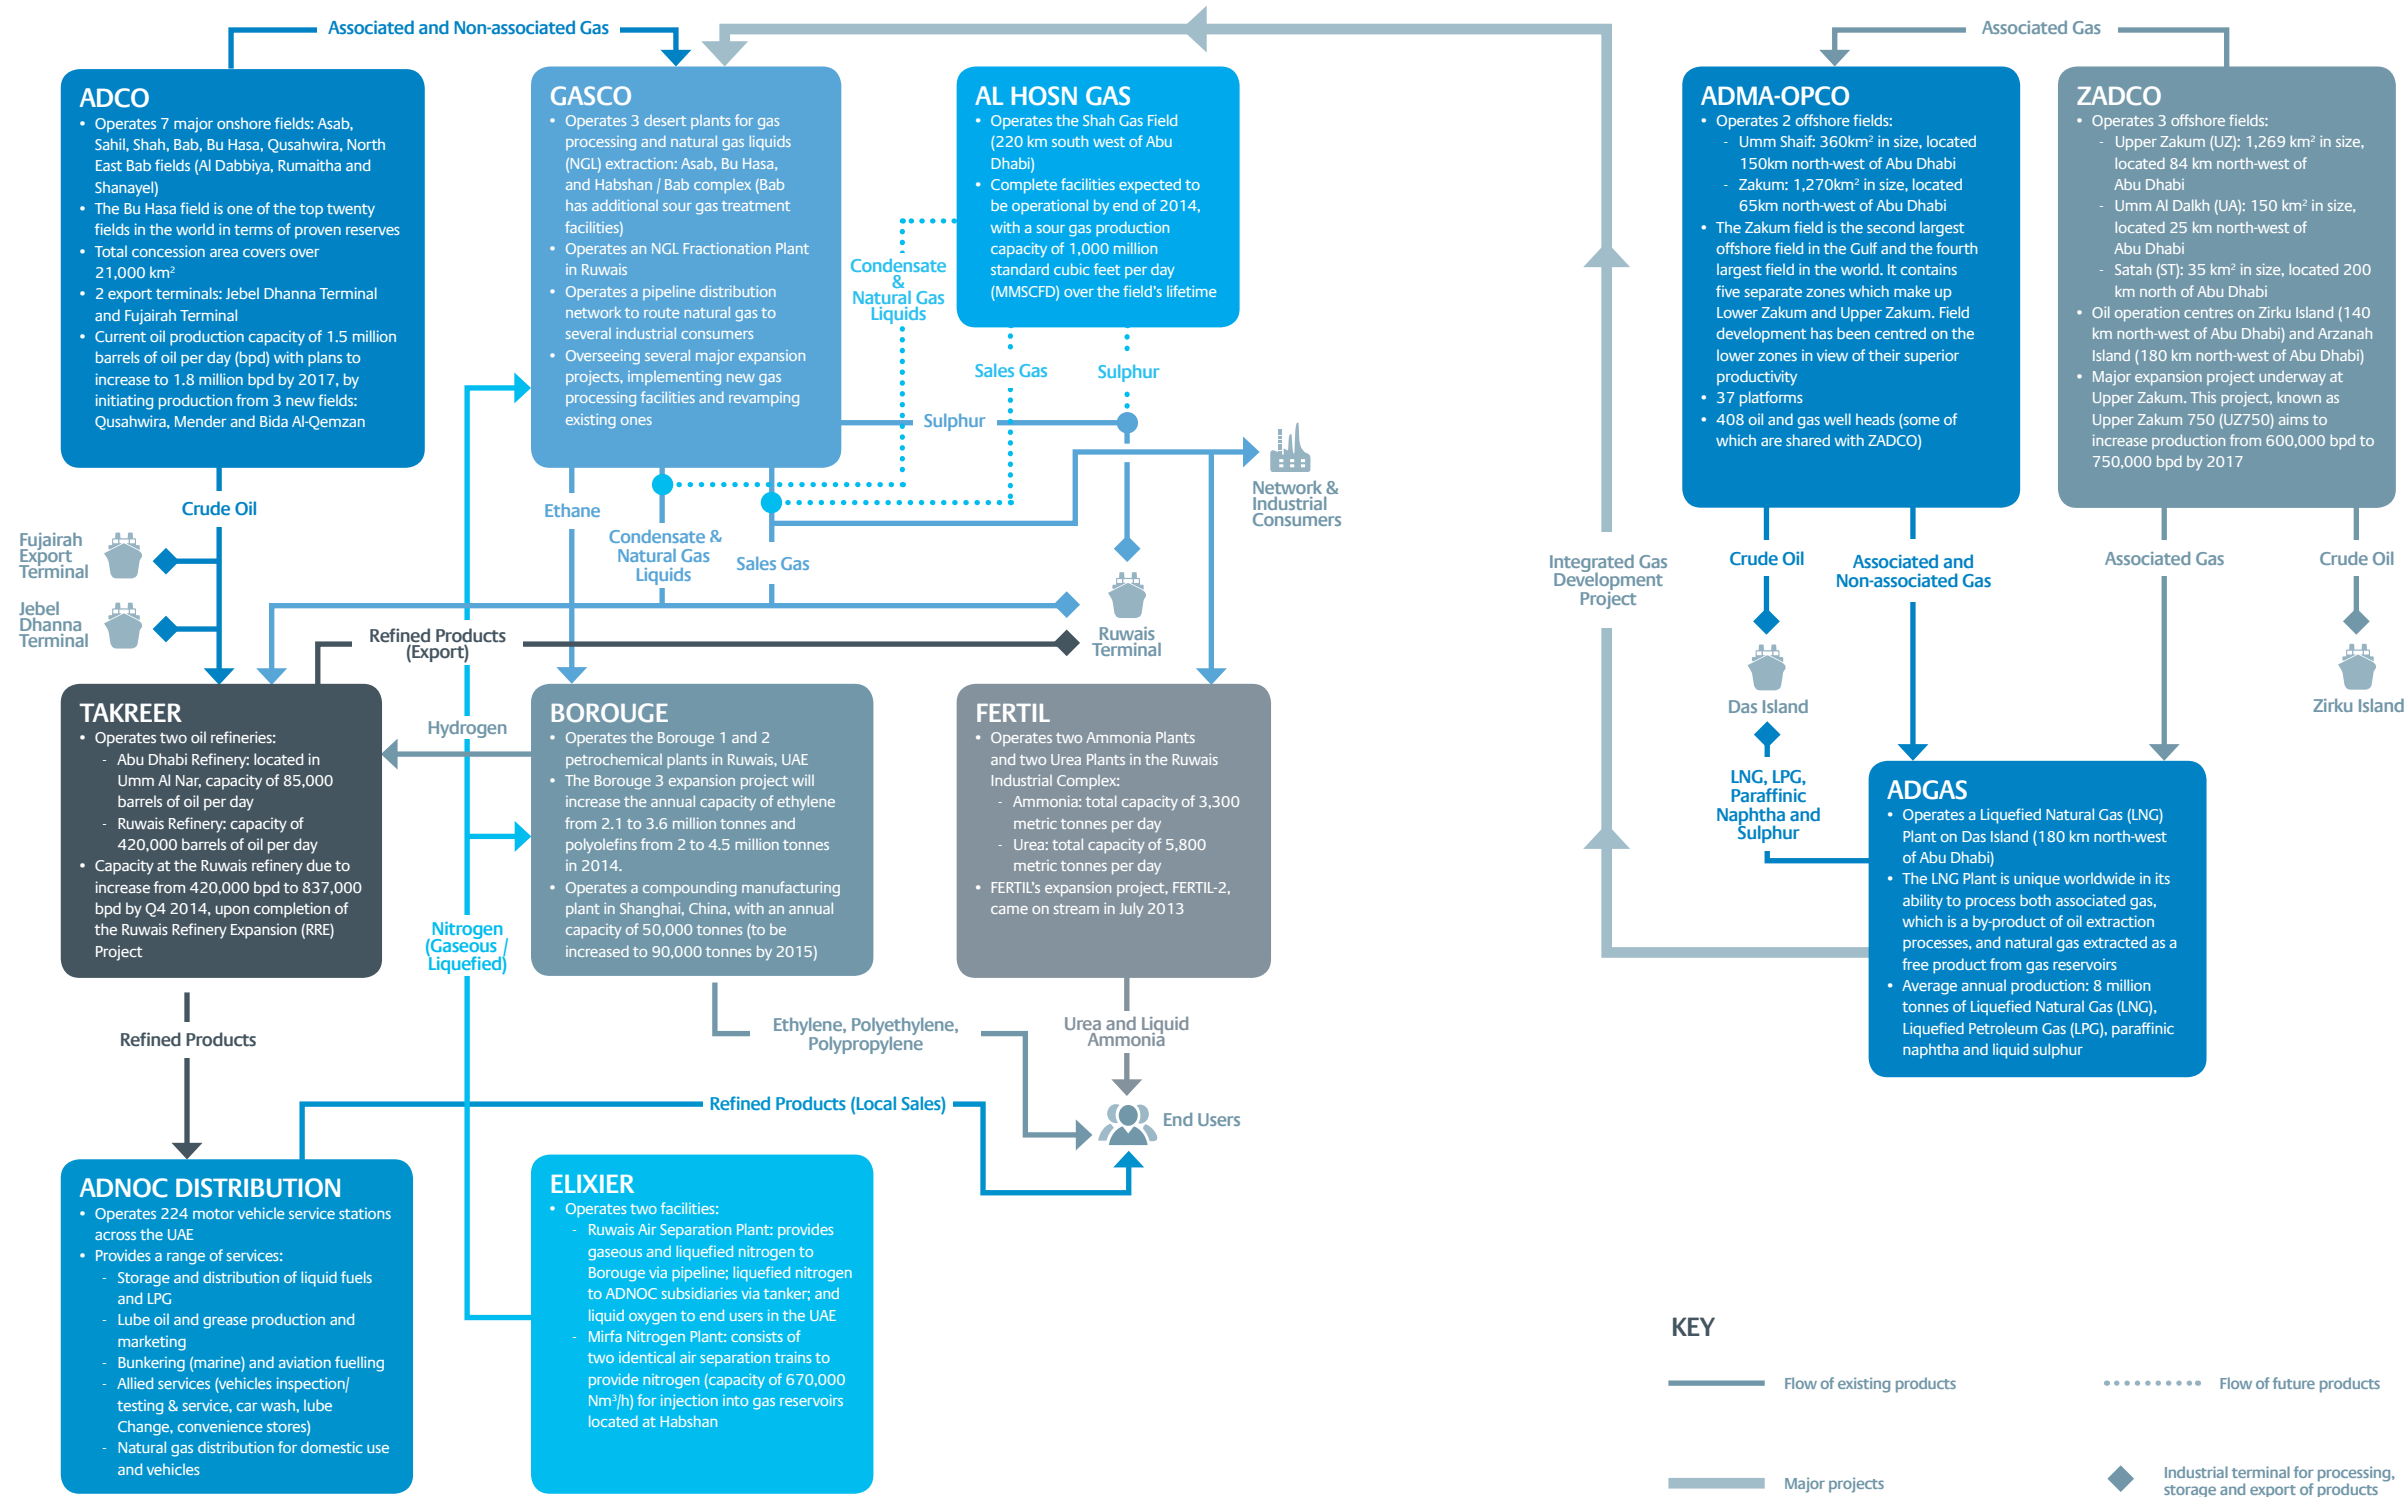 Associated and Non-associated Gas
Associated Gas
ADCO
• Operates 7 major onshore fields: Asab,
Sahil, Shah, Bab, Bu Hasa, Qusahwira, North
East Bab fields (Al Dabbiya, Rumaitha and
Shanayel)
• The Bu Hasa field is one of the top twenty
fields in the world in terms of proven reserves
• Total concession area covers over
21,000 km²
• 2 export terminals: Jebel Dhanna Terminal
and Fujairah Terminal
• Current oil production capacity of 1.5 million
barrels of oil per day (bpd) with plans to
increase to 1.8 million bpd by 2017, by
initiating production from 3 new fields:
Qusahwira, Mender and Bida Al-Qemzan
GASCO
• Operates 3 desert plants for gas
processing and natural gas liquids
(NGL) extraction: Asab, Bu Hasa,
and Habshan / Bab complex (Bab
has additional sour gas treatment
facilities)
• Operates an NGL Fractionation Plant
in Ruwais
• Operates a pipeline distribution
network to route natural gas to
several industrial consumers
• Overseeing several major expansion
projects, implementing new gas
processing facilities and revamping
existing ones
AL HOSN GAS
• Operates the Shah Gas Field
(220 km south west of Abu
Dhabi)
• Complete facilities expected to
be operational by end of 2014,
with a sour gas production
capacity of 1,000 million
standard cubic feet per day
(MMSCFD) over the field's lifetime
ADMA-OPCO
• Operates 2 offshore fields:
- Umm Shaif: 360km² in size, located
150km north-west of Abu Dhabi
- Zakum: 1,270km² in size, located
65km north-west of Abu Dhabi
• The Zakum field is the second largest
offshore field in the Gulf and the fourth
largest field in the world. It contains
five separate zones which make up
Lower Zakum and Upper Zakum. Field
development has been centred on the
lower zones in view of their superior
productivity
• 37 platforms
• 408 oil and gas well heads (some of
which are shared with ZADCO)
ZADCO
• Operates 3 offshore fields:
- Upper Zakum (UZ): 1,269 km² in size,
located 84 km north-west of
Abu Dhabi
- Umm Al Dalkh (UA): 150 km² in size,
located 25 km north-west of
Abu Dhabi
- Satah (ST): 35 km² in size, located 200
km north of Abu Dhabi
• Oil operation centres on Zirku Island (140
km north-west of Abu Dhabi) and Arzanah
Island (180 km north-west of Abu Dhabi)
• Major expansion project underway at
Upper Zakum. This project, known as
Upper Zakum 750 (UZ750) aims to
increase production from 600,000 bpd to
750,000 bpd by 2017
Condensate
&
Natural Gas
Liquids
Sales Gas
Sulphur
Sulphur
Network &
Industrial
Consumers
Crude Oil
Fujairah
Export
Terminal
Jebel
Dhanna
Terminal
Ethane
Condensate &
Natural Gas
Liquids
Sales Gas
Ruwais
Terminal
Refined Products
(Export)
Integrated Gas
Development
Project
Crude Oil
Associated and
Non-associated Gas
Associated Gas
Crude Oil
Das Island
Zirku Island
LNG, LPG,
Paraffinic
Naphtha and
Sulphur
TAKREER
• Operates two oil refineries:
- Abu Dhabi Refinery: located in
Umm Al Nar, capacity of 85,000
barrels of oil per day
- Ruwais Refinery: capacity of
420,000 barrels of oil per day
• Capacity at the Ruwais refinery due to
increase from 420,000 bpd to 837,000
bpd by Q4 2014, upon completion of
the Ruwais Refinery Expansion (RRE)
Project
Hydrogen
Nitrogen
(Gaseous /
Liquefied)
BOROUGE
• Operates the Borouge 1 and 2
petrochemical plants in Ruwais, UAE
• The Borouge 3 expansion project will
increase the annual capacity of ethylene
from 2.1 to 3.6 million tonnes and
polyolefins from 2 to 4.5 million tonnes
in 2014.
• Operates a compounding manufacturing
plant in Shanghai, China, with an annual
capacity of 50,000 tonnes (to be
increased to 90,000 tonnes by 2015)
FERTIL
• Operates two Ammonia Plants
and two Urea Plants in the Ruwais
Industrial Complex:
- Ammonia: total capacity of 3,300
metric tonnes per day
- Urea: total capacity of 5,800
metric tonnes per day
• FERTIL's expansion project, FERTIL-2,
came on stream in July 2013
ADGAS
• Operates a Liquefied Natural Gas (LNG)
Plant on Das Island (180 km north-west
of Abu Dhabi)
• The LNG Plant is unique worldwide in its
ability to process both associated gas,
which is a by-product of oil extraction
processes, and natural gas extracted as a
free product from gas reservoirs
• Average annual production: 8 million
tonnes of Liquefied Natural Gas (LNG),
Liquefied Petroleum Gas (LPG), paraffinic
naphtha and liquid sulphur
Refined Products
Ethylene, Polyethylene,
Polypropylene
Urea and Liquid
Ammonia
Refined Products (Local Sales)
End Users
ADNOC DISTRIBUTION
• Operates 224 motor vehicle service stations
across the UAE
• Provides a range of services:
- Storage and distribution of liquid fuels
and LPG
- Lube oil and grease production and
marketing
- Bunkering (marine) and aviation fuelling
- Allied services (vehicles inspection/
testing & service, car wash, lube
Change, convenience stores)
- Natural gas distribution for domestic use
and vehicles
ELIXIER
• Operates two facilities:
- Ruwais Air Separation Plant: provides
gaseous and liquefied nitrogen to
Borouge via pipeline; liquefied nitrogen
to ADNOC subsidiaries via tanker; and
liquid oxygen to end users in the UAE
- Mirfa Nitrogen Plant: consists of
two identical air separation trains to
provide nitrogen (capacity of 670,000
Nm³/h) for injection into gas reservoirs
located at Habshan
KEY
Flow of existing products
Flow of future products
Major projects
Industrial terminal for processing,
storage and export of products